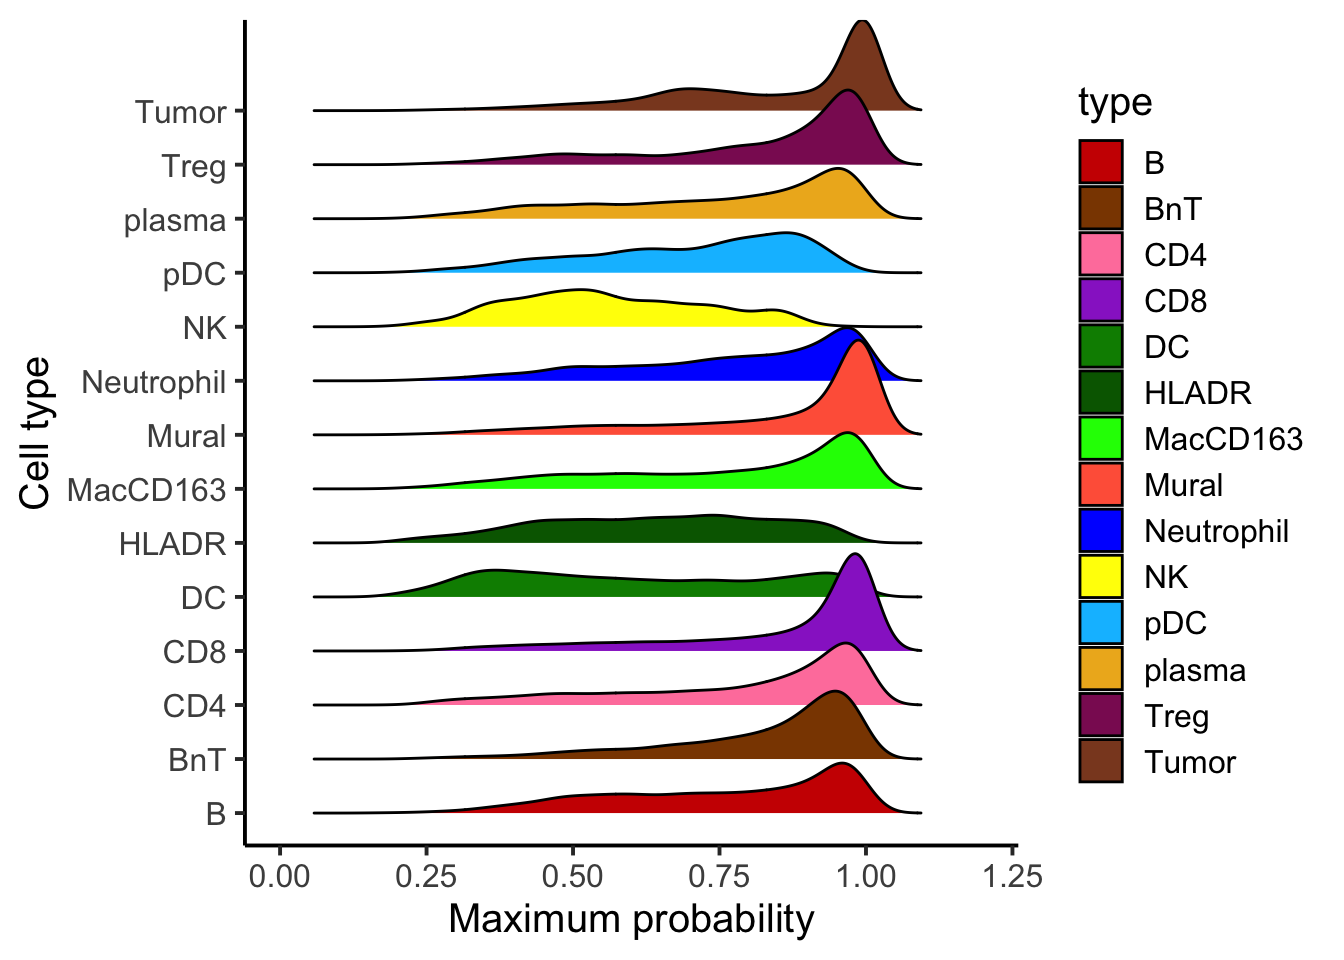 Cell type
Tumor
Treg
plasma
pDC
NK
Neutrophil
Mural
MacCD163
HLADR
DC
CD8
CD4
BnT
B
0.00 0.25 0.50 0.75 1.00 1.25
Maximum probability
type
B
BnT
CD4
CD8
DC
HLADR
MacCD163
Mural
Neutrophil
NK
pDC
plasma
Treg
Tumor